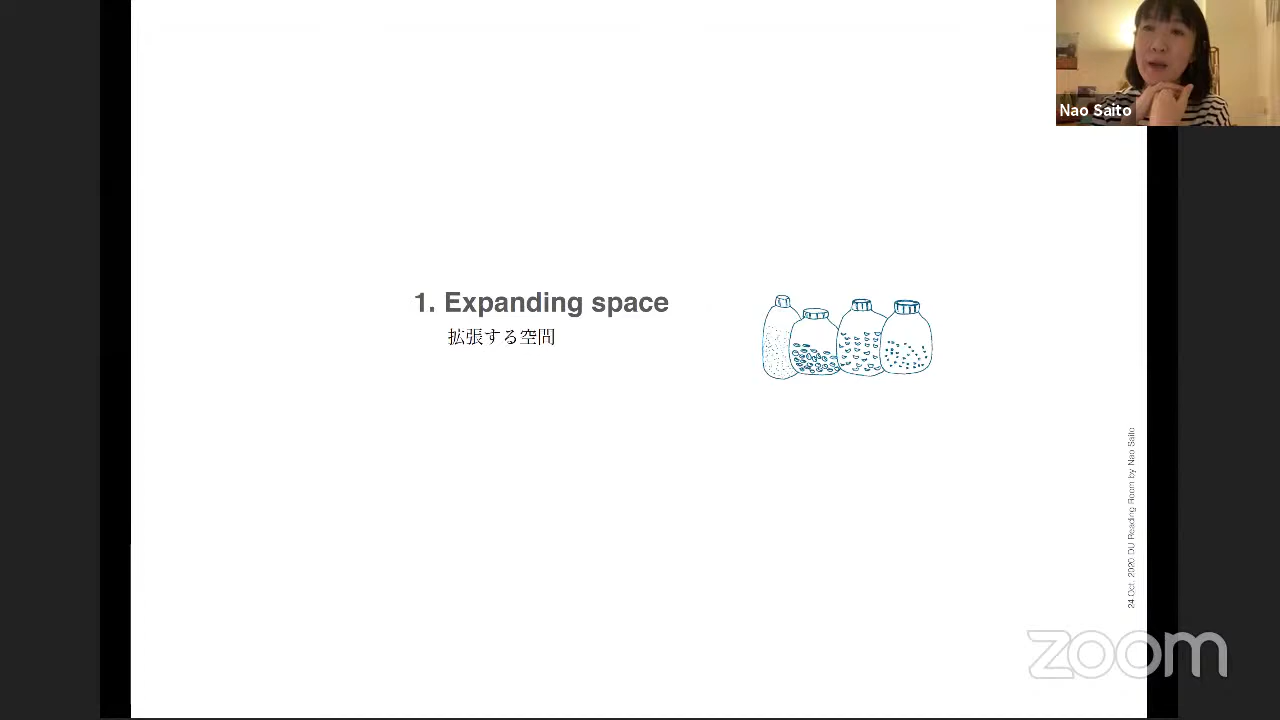 Nao Saito
1. Expanding space
拡張する空間
24 Oct. 2020 DU Reading Room by Nao Saito
zoom